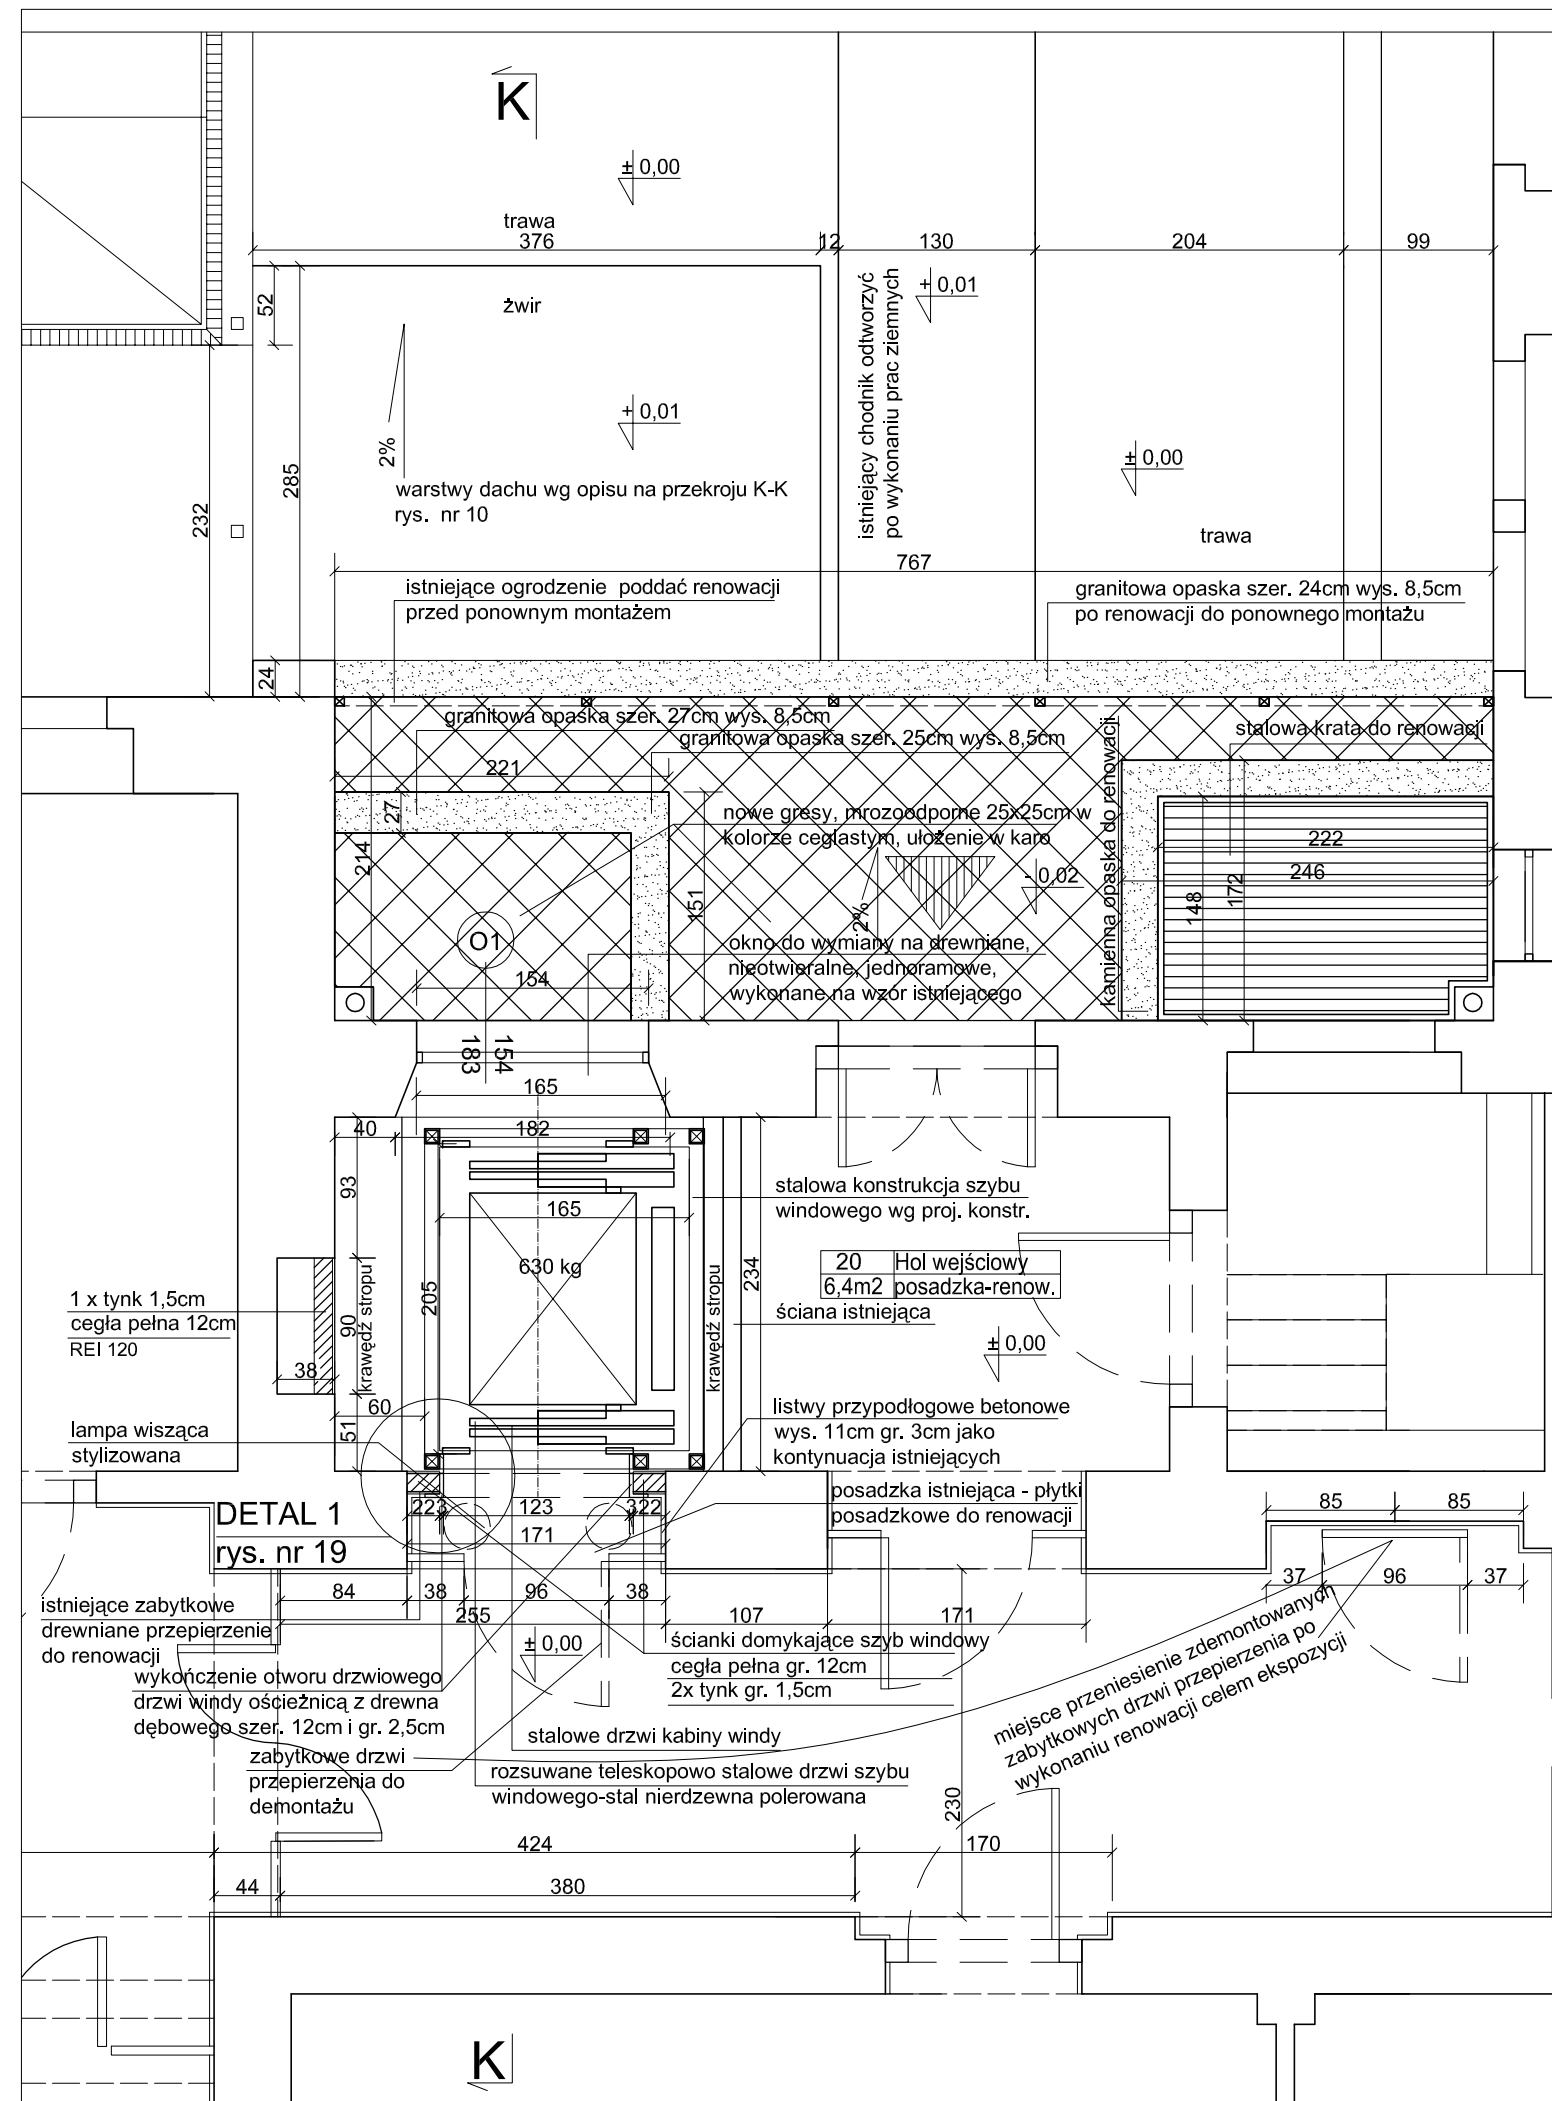 K
± 0,00
trawa
376
12
130
204
99
52
żwir
+ 0,01
istniejący chodnik odtworzyć
po wykonaniu prac ziemnych
2%
+ 0,01
285
232
± 0,00
warstwy dachu wg opisu na przekroju K-K
rys. nr 10
trawa
767
istniejące ogrodzenie poddać renowacji
przed ponownym montażem
granitowa opaska szer. 24cm wys. 8,5cm
po renowacji do ponownego montażu
24
granitowa opaska szer. 27cm wys. 8,5cm
granitowa opaska szer. 25cm wys. 8,5cm
stalowa krata do renowacji
kamienna opaska do renowacji
221
27
214
nowe gresy, mrozoodporne 25x25cm w
kolorze ceglastym, ułożenie w karo
222
246
- 0,02
148
172
151
2%
O1
154
okno do wymiany na drewniane,
nieotwieralne, jednoramowe,
wykonane na wzór istniejącego
154
183
165
40
182
93
165
stalowa konstrukcja szybu
windowego wg proj. konstr.
630 kg
20 Hol wejściowy
6,4m2 posadzka-renow.
234
205
krawędź stropu
krawędź stropu
ściana istniejąca
1 x tynk 1,5cm
cegła pełna 12cm
REI 120
90
38
± 0,00
60
51
listwy przypodłogowe betonowe
wys. 11cm gr. 3cm jako
kontynuacja istniejących
lampa wisząca
stylizowana
posadzka istniejąca - płytki
posadzkowe do renowacji
DETAL 1
rys. nr 19
223
123
322
171
85
85
84
38
96
38
37
96
37
255
107
171
istniejące zabytkowe
drewniane przepierzenie
do renowacji
± 0,00
ścianki domykające szyb windowy
cegła pełna gr. 12cm
2x tynk gr. 1,5cm
wykończenie otworu drzwiowego
drzwi windy ościeżnicą z drewna
dębowego szer. 12cm i gr. 2,5cm
miejsce przeniesienie zdemontowanych
zabytkowych drzwi przepierzenia po
wykonaniu renowacji celem ekspozycji
stalowe drzwi kabiny windy
zabytkowe drzwi
przepierzenia do
demontażu
rozsuwane teleskopowo stalowe drzwi szybu
windowego-stal nierdzewna polerowana
230
424
170
44
380
K